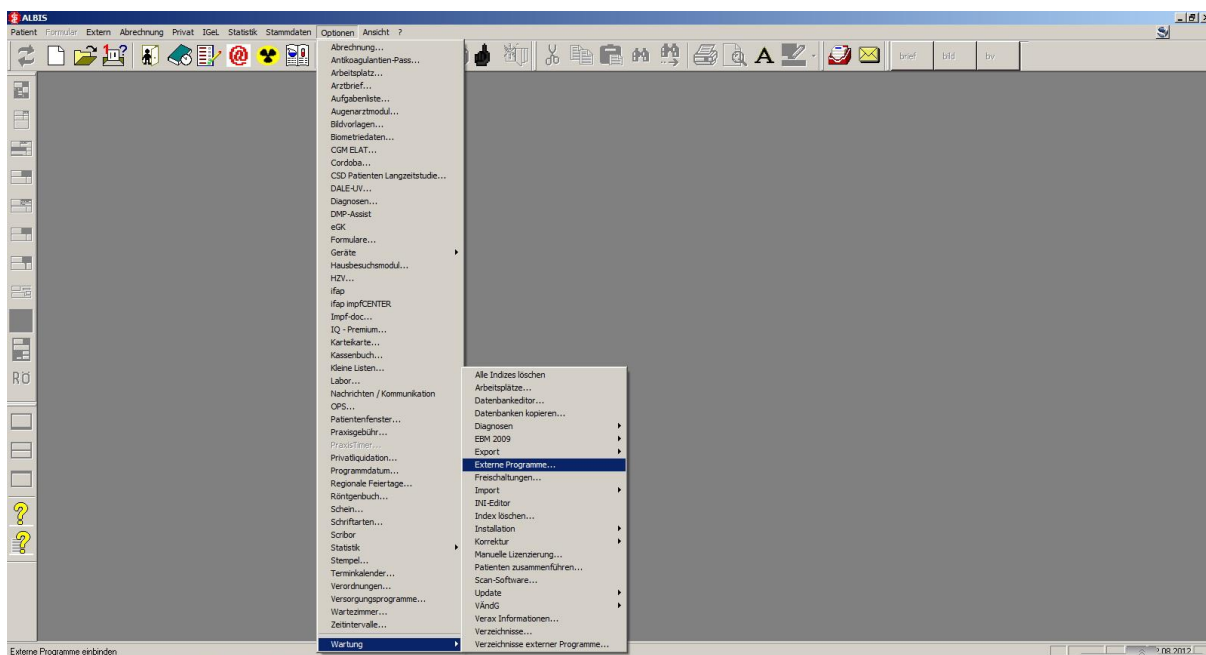 ALBIS
Patient Formular Extern Abrechnung Privat IGeL Statistik Stammdaten Optionen Ansicht ?
brief bild bv
RÖ
Abrechnung...
Antikoagulantien-Pass...
Arbeitsplatz...
Arztbrief...
Aufgabenliste...
Augenarztmodul...
Bildvorlagen...
Biometriedaten...
CGM ELAT...
Cordoba...
CSD Patienten Langzeitstudie...
DALE-UV...
Diagnosen...
DMP-Assist
eGK
Formulare...
Geräte
Hausbesuchsmodul...
HZV...
ifap
ifap impfCENTER
Impf-doc...
IQ - Premium...
Karteikarte...
Kassenbuch...
Kleine Listen...
Labor...
Nachrichten / Kommunikation
OPS...
Patientenfenster...
Praxisgebühr...
PraxisTimer...
Privatliquidation...
Programmdatum...
Regionale Feiertage...
Röntgenbuch...
Schein...
Schriftarten...
Scribor
Statistik
Stempel...
Terminkalender...
Verordnungen...
Versorgungsprogramme...
Wartezimmer...
Zeitintervalle...
Wartung
Alle Indizes löschen
Arbeitsplätze...
Datenbankeditor...
Datenbanken kopieren...
Diagnosen
EBM 2009
Export
Externe Programme...
Freischaltungen...
Import
INI-Editor
Index löschen...
Installation
Korrektur
Manuelle Lizenzierung...
Patienten zusammenführen...
Scan-Software...
Update
VÄndG
Verax Informationen...
Verzeichnisse...
Verzeichnisse externer Programme...
Externe Programme einbinden
08.2012